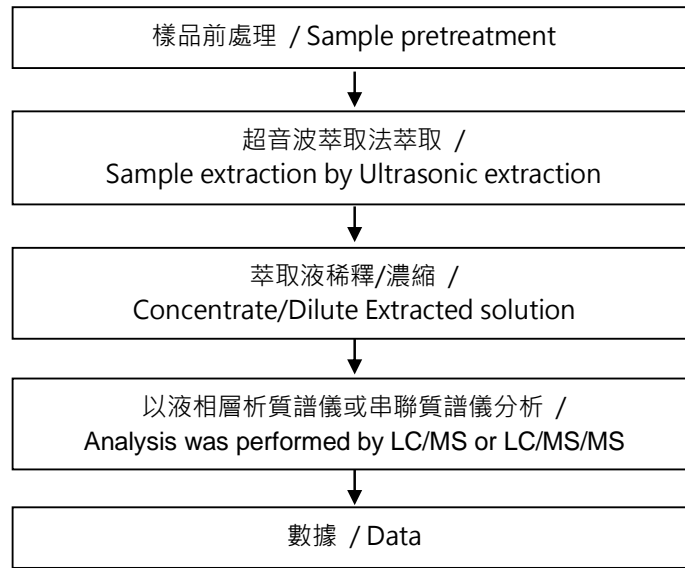 樣品前處理 / Sample pretreatment
超音波萃取法萃取 /
Sample extraction by Ultrasonic extraction
萃取液稀釋/濃縮 /
Concentrate/Dilute Extracted solution
以液相層析質譜儀或串聯質譜儀分析 /
Analysis was performed by LC/MS or LC/MS/MS
數據 / Data